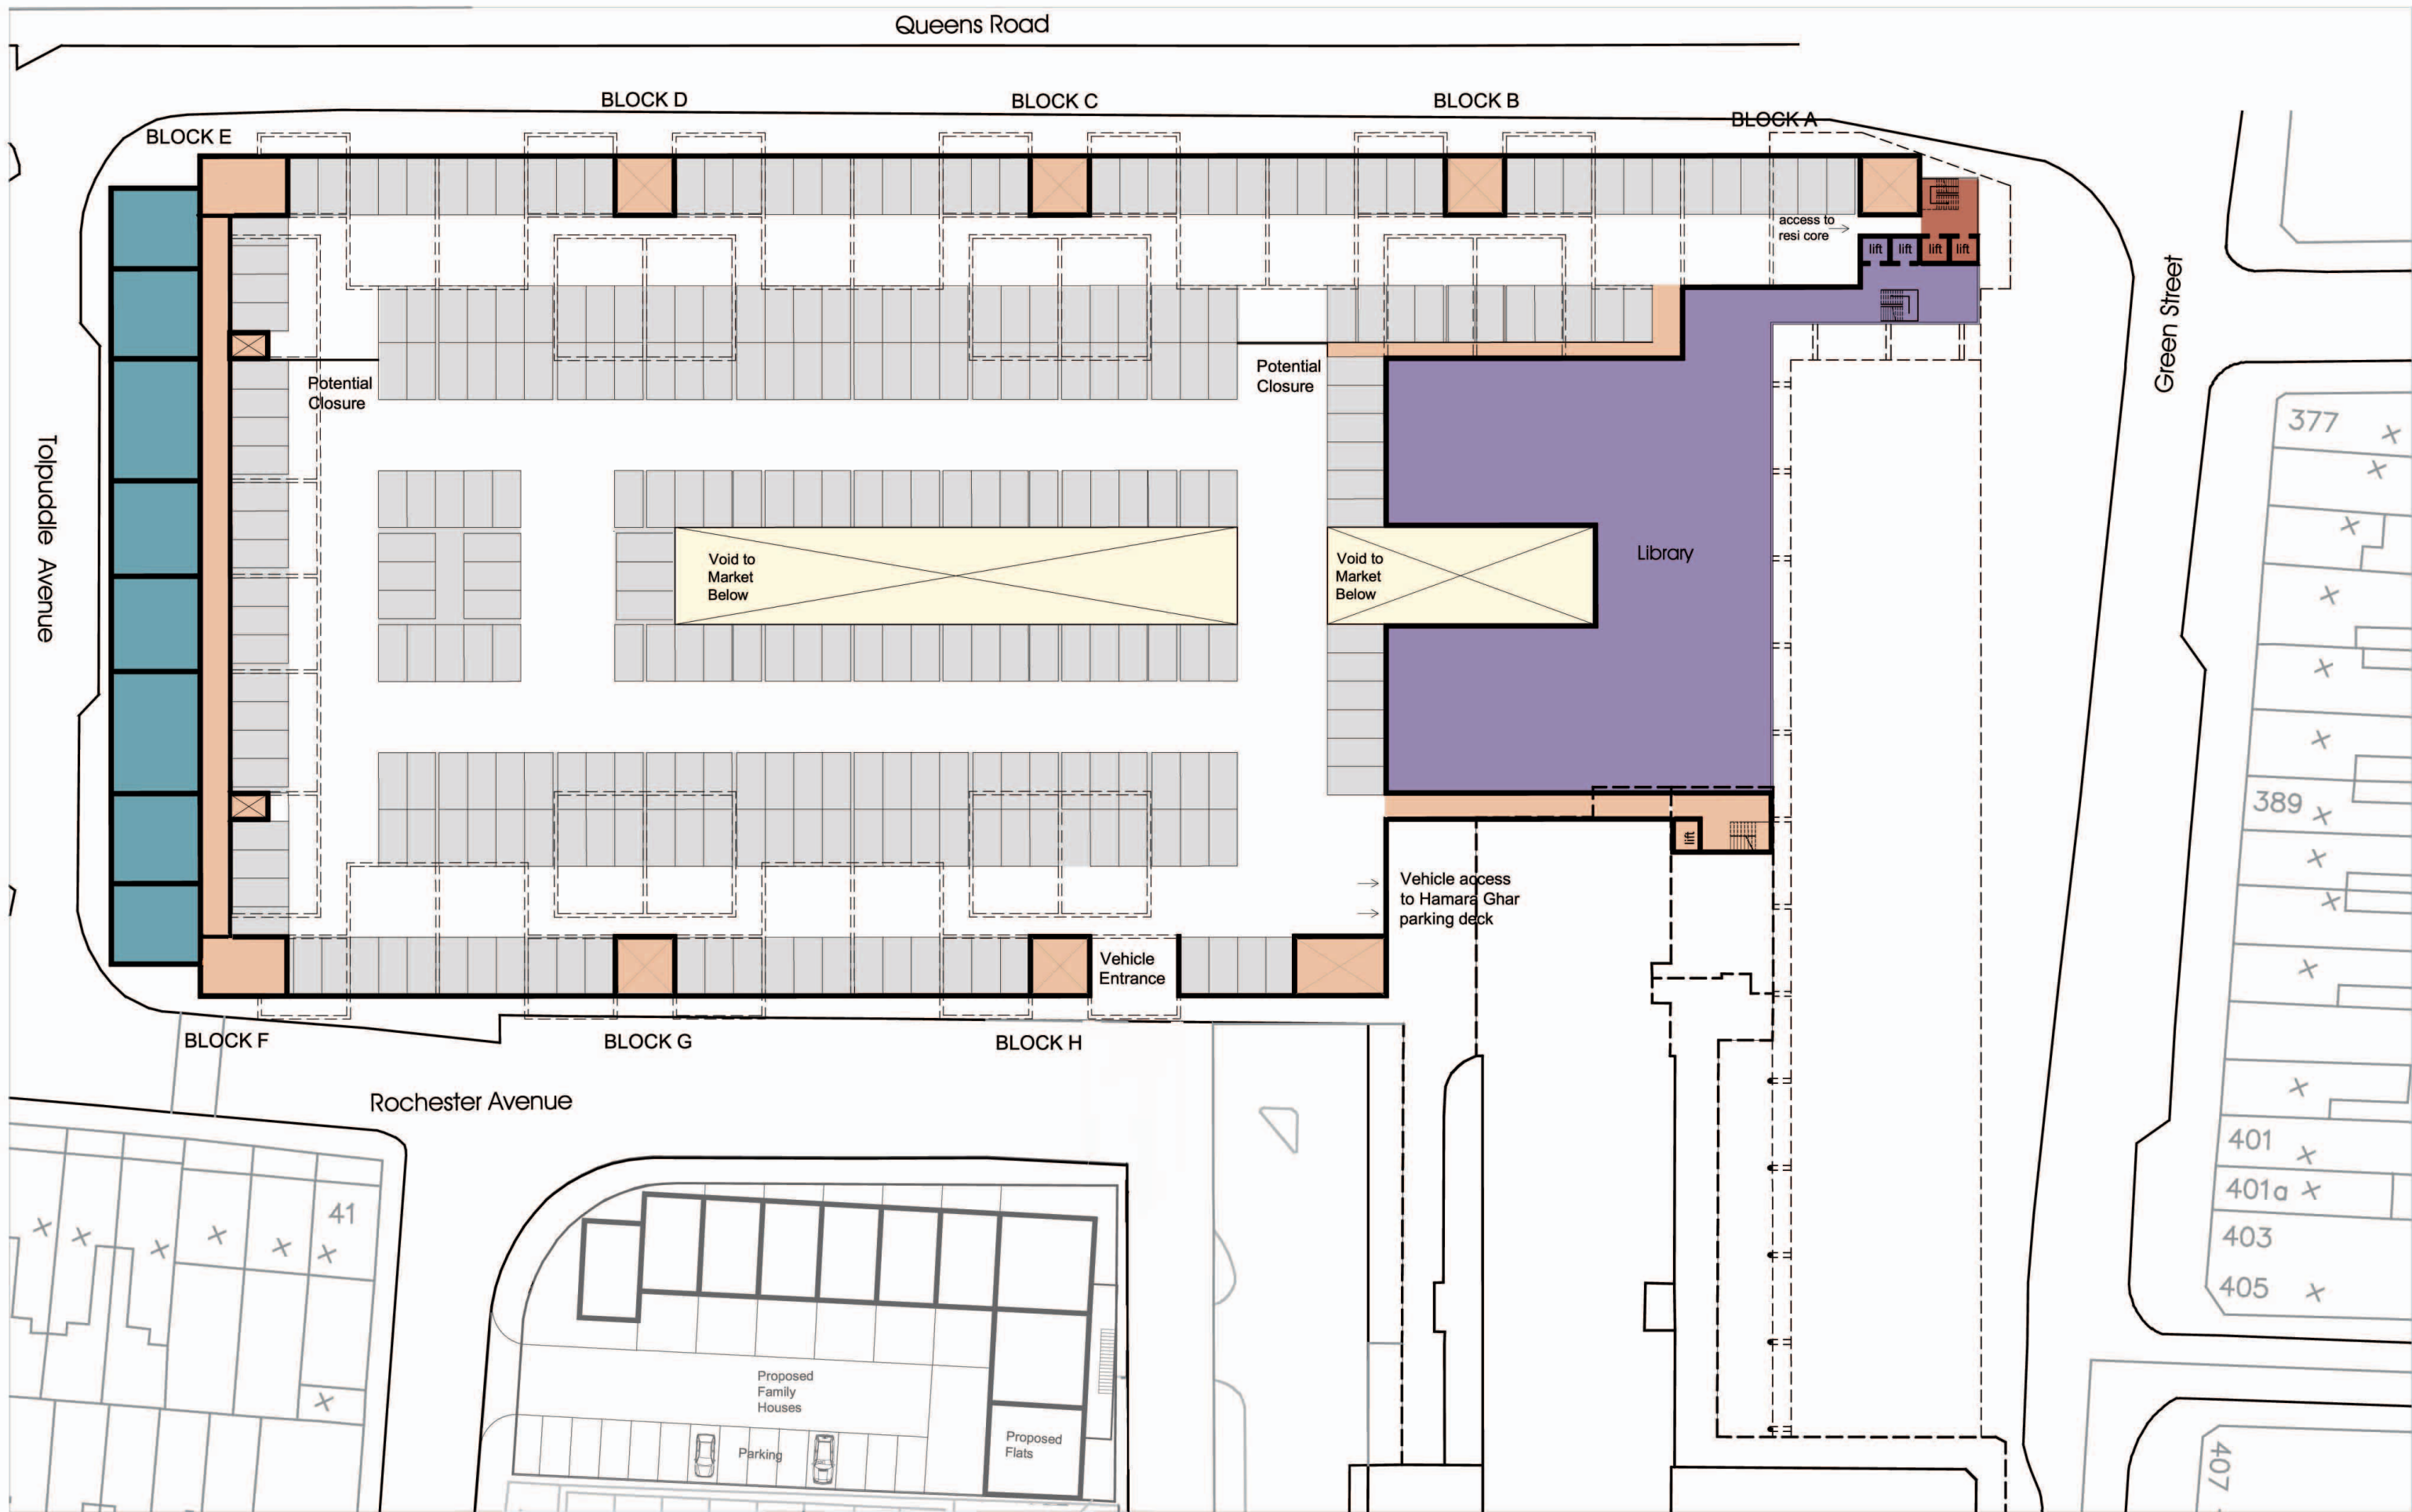 Queens Road
BLOCK D
BLOCK C
BLOCK B
BLOCK A
BLOCK E
access to
resi core
lift
lift
lift
lift
Green Street
Potential
Closure
Potential
Closure
377
Tolpuddle Avenue
Void to
Market
Below
Void to
Market
Below
Library
389
lift
Vehicle access
to Hamara Ghar
parking deck
Vehicle
Entrance
BLOCK F
BLOCK G
BLOCK H
Rochester Avenue
401
401a
403
405
41
Proposed
Family
Houses
Parking
Proposed
Flats
407